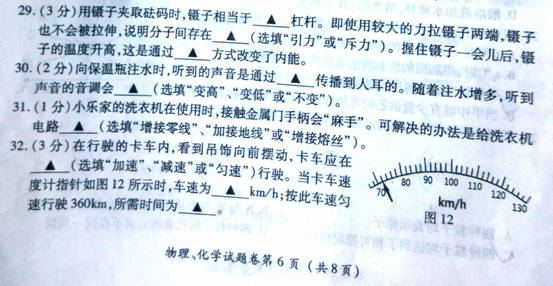 29.(3分)用镊子夹取砝码时,镊子相当于 ▲ 杠杆。即使用较大的力拉镊子两端,镊子
也不会被拉伸,说明分子间存在 ▲ (选填“引力”或“斥力”)。握住镊子一会儿后,镊
子的温度升高,这是通过 ▲ 方式改变了内能。
30.(2分)向保温瓶注水时,听到的声音是通过 ▲ 传播到人耳的。随着注水增多,听到
声音的音调会 ▲ (选填“变高”、“变低”或“不变”)。
31.(1分)小乐家的洗衣机在使用时,接触金属门手柄会“麻手”。可解决的办法是给洗衣机
电路 ▲ (选填“增接零线”、“加接地线”或“增接熔丝”)。
32.(3分)在行驶的卡车内,看到吊饰向前摆动,卡车应在
▲ (选填“加速”、“减速”或“匀速”)行驶。当卡车速
度计指针如图12所示时,车速为 ▲ km/h;按此车速匀
速行驶360km,所需时间为 ▲ 。
70 80 90 100 110 120 130
km/h
图12
物理、化学试题卷第6页(共8页)